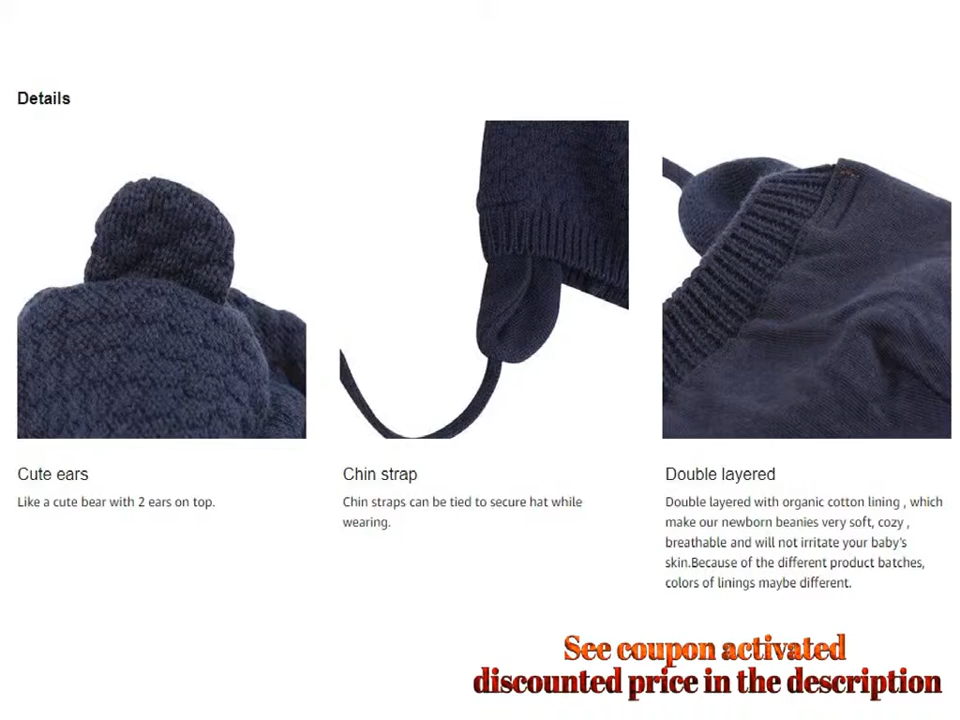 Details
Cute ears
Like a cute bear with 2 ears on top.
Chin strap
Chin straps can be tied to secure hat while
wearing.
Double layered
Double layered with organic cotton lining , which
make our newborn beanies very soft, cozy ,
breathable and will not irritate your baby's
skin.Because of the different product batches,
colors of linings maybe different.
See coupon activated
discounted price in the description